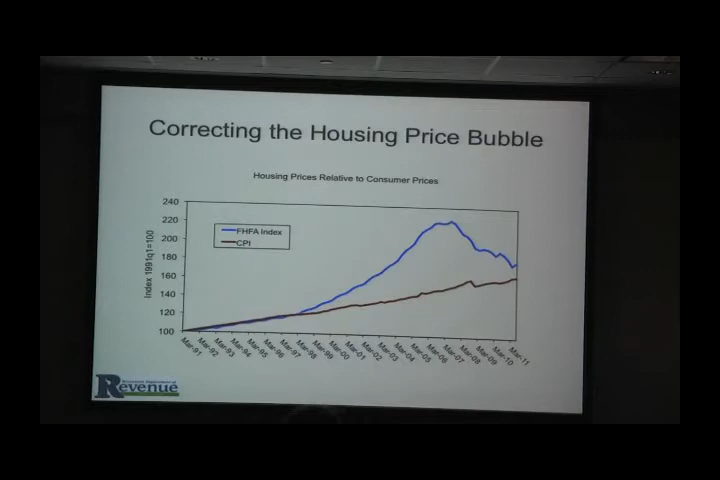 Correcting the Housing Price Bubble
Housing Prices Relative to Consumer Prices
Index 1991q1=100
240
220
200
180
160
140
120
100
FHFA Index
CPI
Mar-91
Mar-92
Mar-93
Mar-94
Mar-95
Mar-96
Mar-97
Mar-98
Mar-99
Mar-00
Mar-01
Mar-02
Mar-03
Mar-04
Mar-05
Mar-06
Mar-07
Mar-08
Mar-09
Mar-10
Mar-11
Revenue